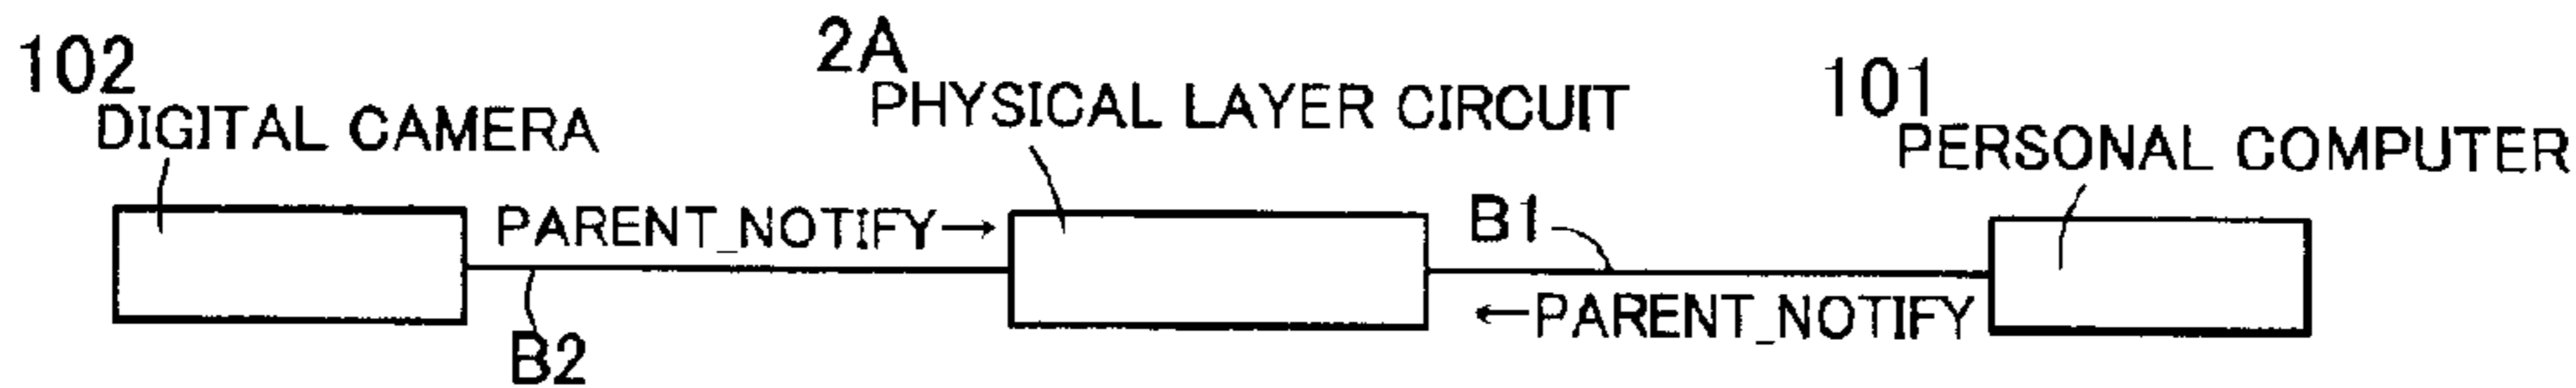 102
DIGITAL CAMERA
2A
PHYSICAL LAYER CIRCUIT
101
PERSONAL COMPUTER
PARENT_NOTIFY→
B1
←PARENT_NOTIFY
B2